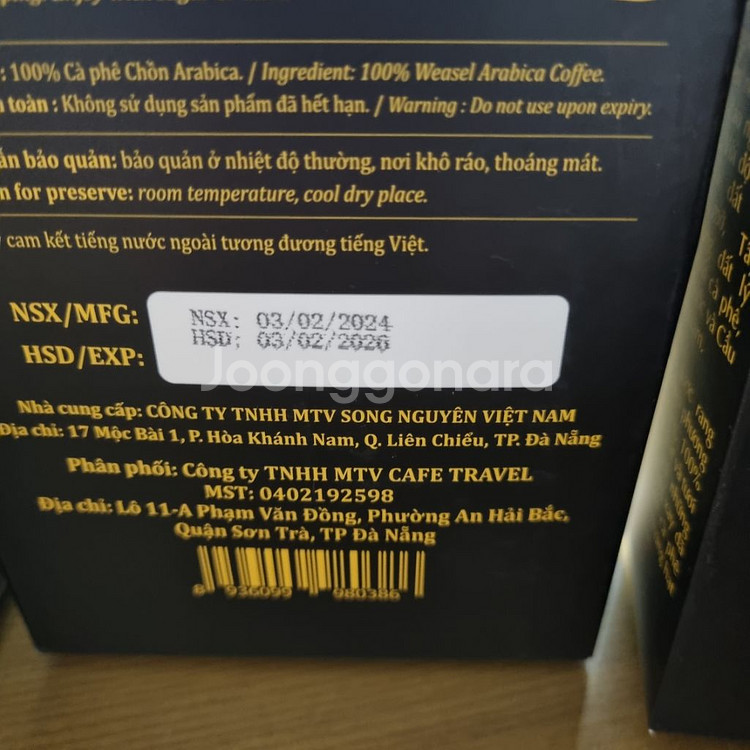 : 100% Cà phê Chồn Arabica. / Ingredient: 100% Weasel Arabica Coffee.
toàn : Không sử dụng sản phẩm đã hết hạn. / Warning : Do not use upon expiry.
bảo quản: bảo quản ở nhiệt độ thường, nơi khô ráo, thoáng mát.
for preserve: room temperature, cool dry place.
cam kết tiếng nước ngoài tương đương tiếng Việt.
NSX/MFG: NSX: 03/02/2024
HSD/EXP: HSD: 03/02/2026
Joonggonara
Nhà cung cấp: CÔNG TY TNHH MTV SONG NGUYÊN VIỆT NAM
Địa chỉ: 17 Mộc Bài 1, P. Hòa Khánh Nam, Q. Liên Chiểu, TP. Đà Nẵng
Phân phối: Công ty TNHH MTV CAFE TRAVEL
MST: 0402192598
Địa chỉ: Lô 11-A Phạm Văn Đồng, Phường An Hải Bắc,
Quận Sơn Trà, TP Đà Nẵng
8 936099 980386